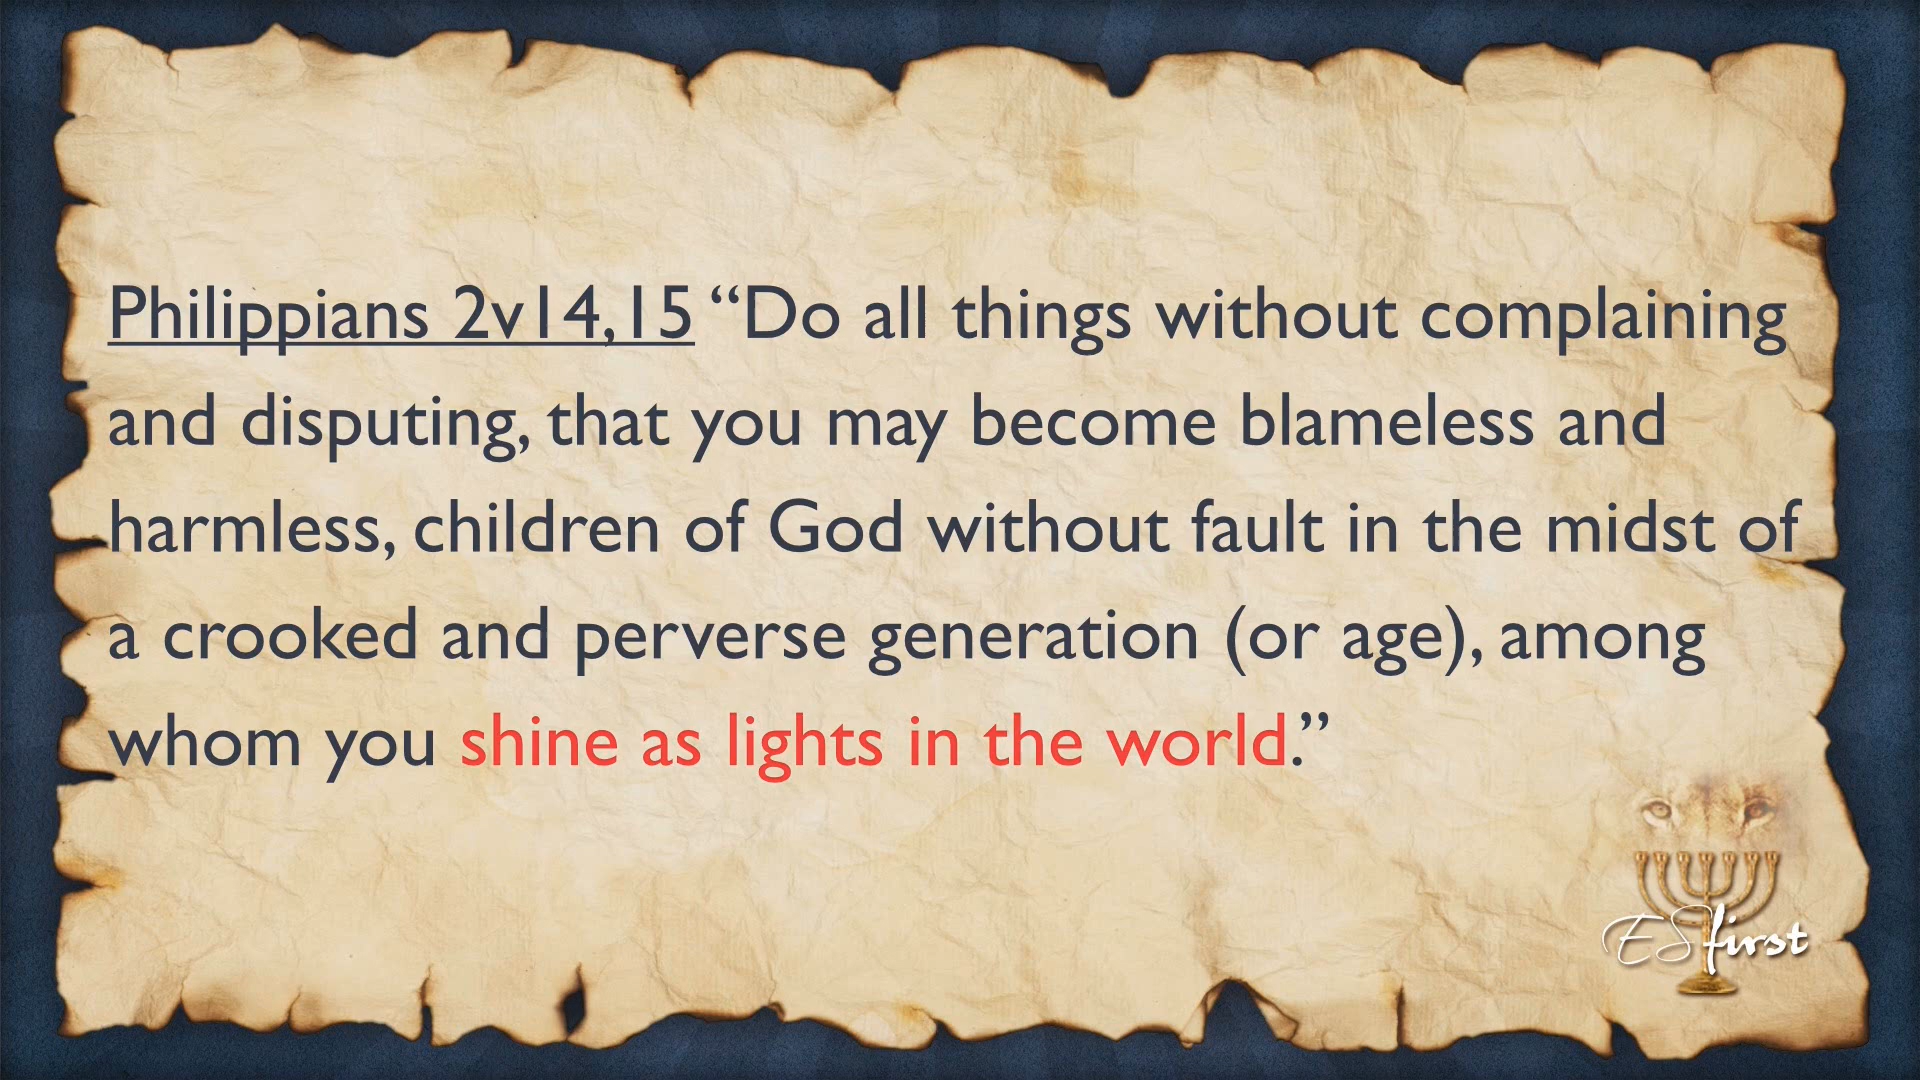 Philippians 2v14,15 “Do all things without complaining
and disputing, that you may become blameless and
harmless, children of God without fault in the midst of
a crooked and perverse generation (or age), among
whom you shine as lights in the world.”
ESfirst